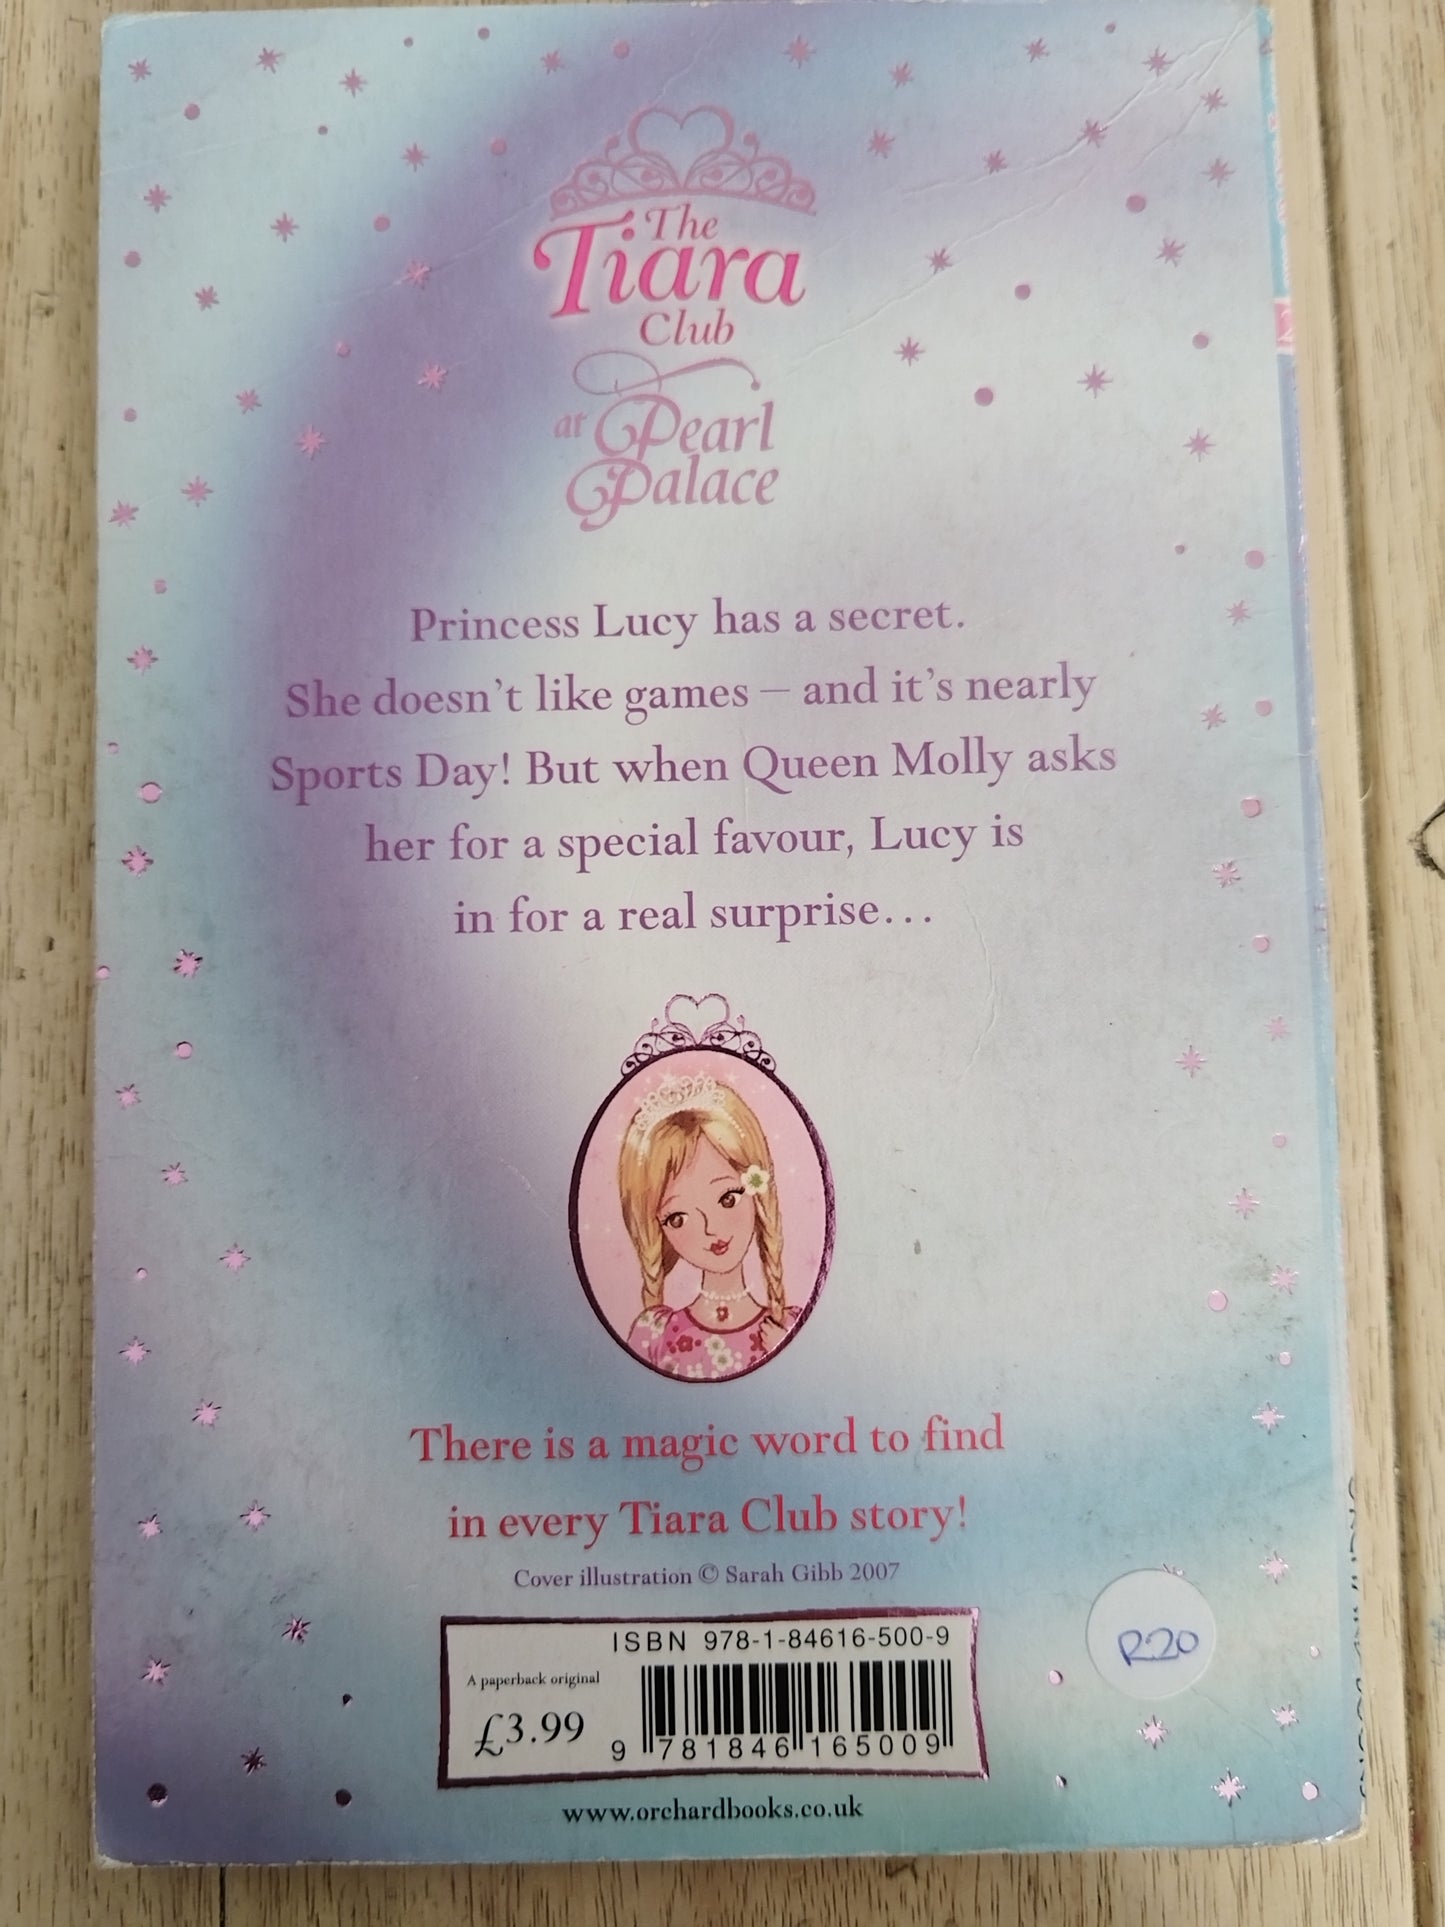 The
Tiara
Club
at Pearl
Palace
Princess Lucy has a secret.
She doesn't like games – and it's nearly
Sports Day! But when Queen Molly asks
her for a special favour, Lucy is
in for a real surprise...
There is a magic word to find
in every Tiara Club story!
Cover illustration © Sarah Gibb 2007
ISBN 978-1-84616-500-9
A paperback original
£3.99
9 781846 165009
R20
www.orchardbooks.co.uk